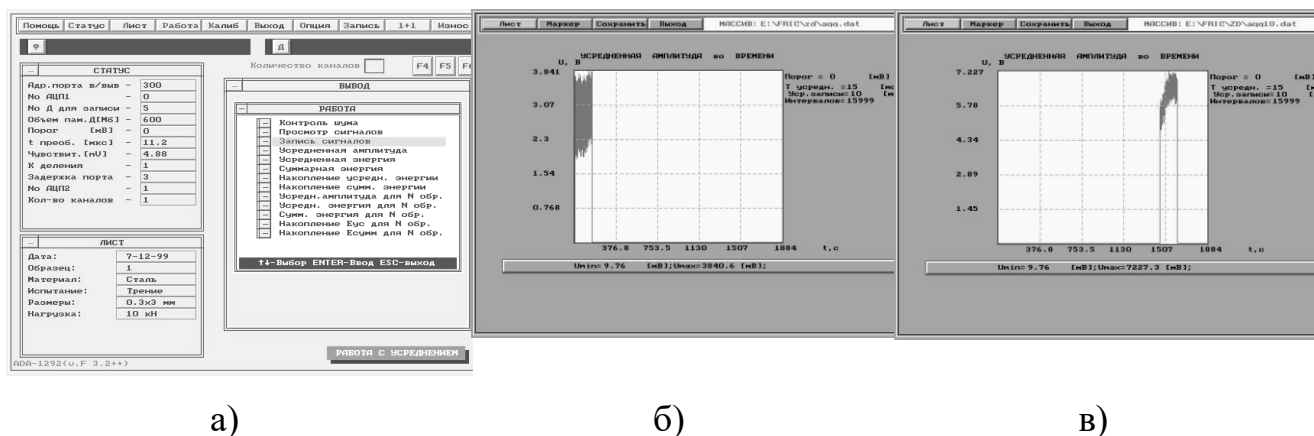 Помощь Статус Лист Работа Калиб Выход Опция Запись 1+1 Износ
Ф Д
Количество каналов F4 F5
СТАТУС
Адр.порта в/выв - 300
No АЦП1 - 0
No Д для записи - 5
Объем пам.Д[Мб] - 600
Порог [мВ] - 0
t преоб. [мкс] - 11.2
Чувствит.[мV] - 4.88
К деления - 1
Задержка порта - 3
No АЦП2 - 1
Кол-во каналов - 1
ЛИСТ
Дата: 7-12-99
Образец: 1
Материал: Сталь
Испытание: Трение
Размеры: 0.3x3 мм
Нагрузка: 10 кН
ADA-1292(v.F 3.2++)
ВЫВОД
РАБОТА
Контроль шума
Просмотр сигналов
Запись сигналов
Усредненная амплитуда
Усредненная энергия
Суммарная энергия
Накопление усредн. энергии
Накопление сумм. энергии
Усредн.амплитуда для N обр.
Усредн. энергия для N обр.
Сумм. энергия для N обр.
Накопление Еус для N обр.
Накопление Есумм для N обр.
↑↓-Выбор ENTER-Ввод ESC-выход
РАБОТА С УСРЕДНЕНИЕМ
Лист Маркер Сохранить Выход МАССИВ: E:\FRIC\zd\aqq.dat
УСРЕДНЕННАЯ АМПЛИТУДА во ВРЕМЕНИ
U, В
3.841
3.07
2.3
1.54
0.768
376.8 753.5 1130 1507 1884 t,с
Порог = 0 [мВ]
Т усредн. =15
Уср.записи=10
Интервалов=15999
Umin= 9.76 [мВ];Umax=3840.6 [мВ];
Лист Маркер Сохранить Выход МАССИВ: E:\FRIC\ZD\aqq10.dat
УСРЕДНЕННАЯ АМПЛИТУДА во ВРЕМЕНИ
U, В
7.227
5.78
4.34
2.89
1.45
376.8 753.5 1130 1507 1884 t,с
Порог = 0 [мВ]
Т усредн. =15
Уср.записи=10
Интервалов=15999
Umin= 9.76 [мВ];Umax=7227.3 [мВ];
а) б) в)